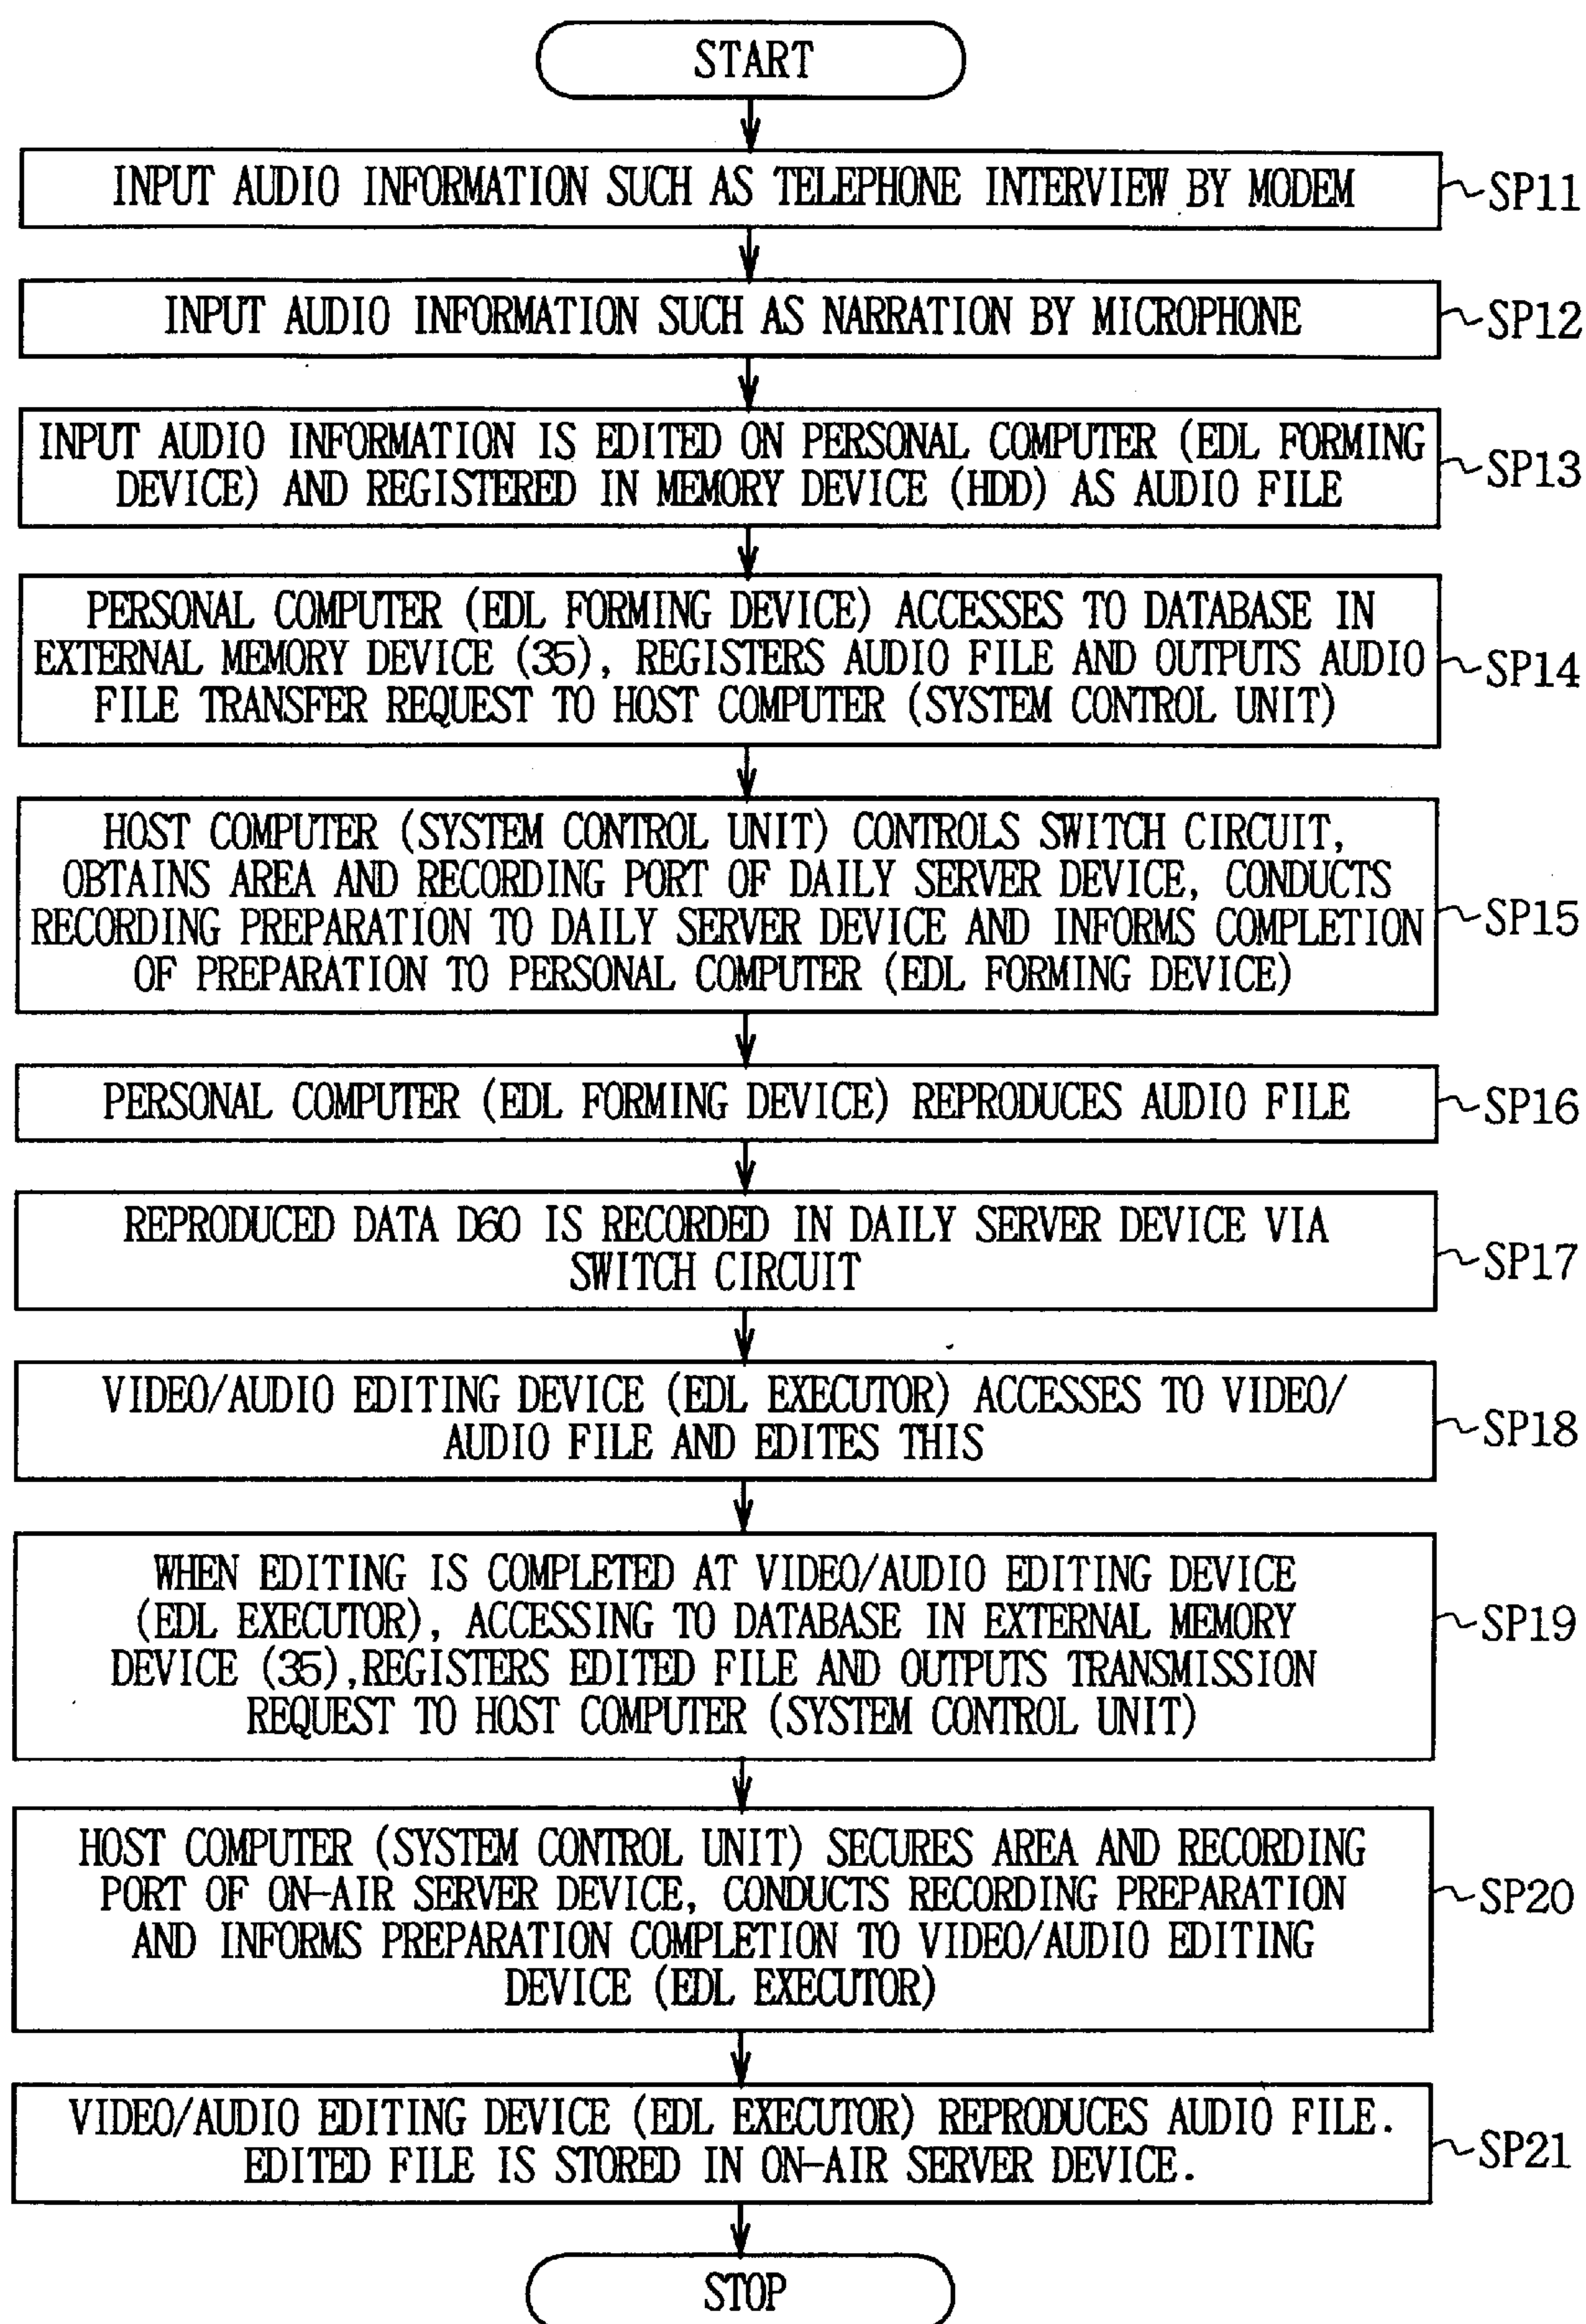 START
INPUT AUDIO INFORMATION SUCH AS TELEPHONE INTERVIEW BY MODEM
SP11
INPUT AUDIO INFORMATION SUCH AS NARRATION BY MICROPHONE
SP12
INPUT AUDIO INFORMATION IS EDITED ON PERSONAL COMPUTER (EDL FORMING
DEVICE) AND REGISTERED IN MEMORY DEVICE (HDD) AS AUDIO FILE
SP13
PERSONAL COMPUTER (EDL FORMING DEVICE) ACCESSES TO DATABASE IN
EXTERNAL MEMORY DEVICE (35), REGISTERS AUDIO FILE AND OUTPUTS AUDIO
FILE TRANSFER REQUEST TO HOST COMPUTER (SYSTEM CONTROL UNIT)
SP14
HOST COMPUTER (SYSTEM CONTROL UNIT) CONTROLS SWITCH CIRCUIT,
OBTAINS AREA AND RECORDING PORT OF DAILY SERVER DEVICE, CONDUCTS
RECORDING PREPARATION TO DAILY SERVER DEVICE AND INFORMS COMPLETION
OF PREPARATION TO PERSONAL COMPUTER (EDL FORMING DEVICE)
SP15
PERSONAL COMPUTER (EDL FORMING DEVICE) REPRODUCES AUDIO FILE
SP16
REPRODUCED DATA D60 IS RECORDED IN DAILY SERVER DEVICE VIA
SWITCH CIRCUIT
SP17
VIDEO/AUDIO EDITING DEVICE (EDL EXECUTOR) ACCESSES TO VIDEO/
AUDIO FILE AND EDITES THIS
SP18
WHEN EDITING IS COMPLETED AT VIDEO/AUDIO EDITING DEVICE
(EDL EXECUTOR), ACCESSING TO DATABASE IN EXTERNAL MEMORY
DEVICE (35),REGISTERS EDITED FILE AND OUTPUTS TRANSMISSION
REQUEST TO HOST COMPUTER (SYSTEM CONTROL UNIT)
SP19
HOST COMPUTER (SYSTEM CONTROL UNIT) SECURES AREA AND RECORDING
PORT OF ON-AIR SERVER DEVICE, CONDUCTS RECORDING PREPARATION
AND INFORMS PREPARATION COMPLETION TO VIDEO/AUDIO EDITING
DEVICE (EDL EXECUTOR)
SP20
VIDEO/AUDIO EDITING DEVICE (EDL EXECUTOR) REPRODUCES AUDIO FILE.
EDITED FILE IS STORED IN ON-AIR SERVER DEVICE.
SP21
STOP